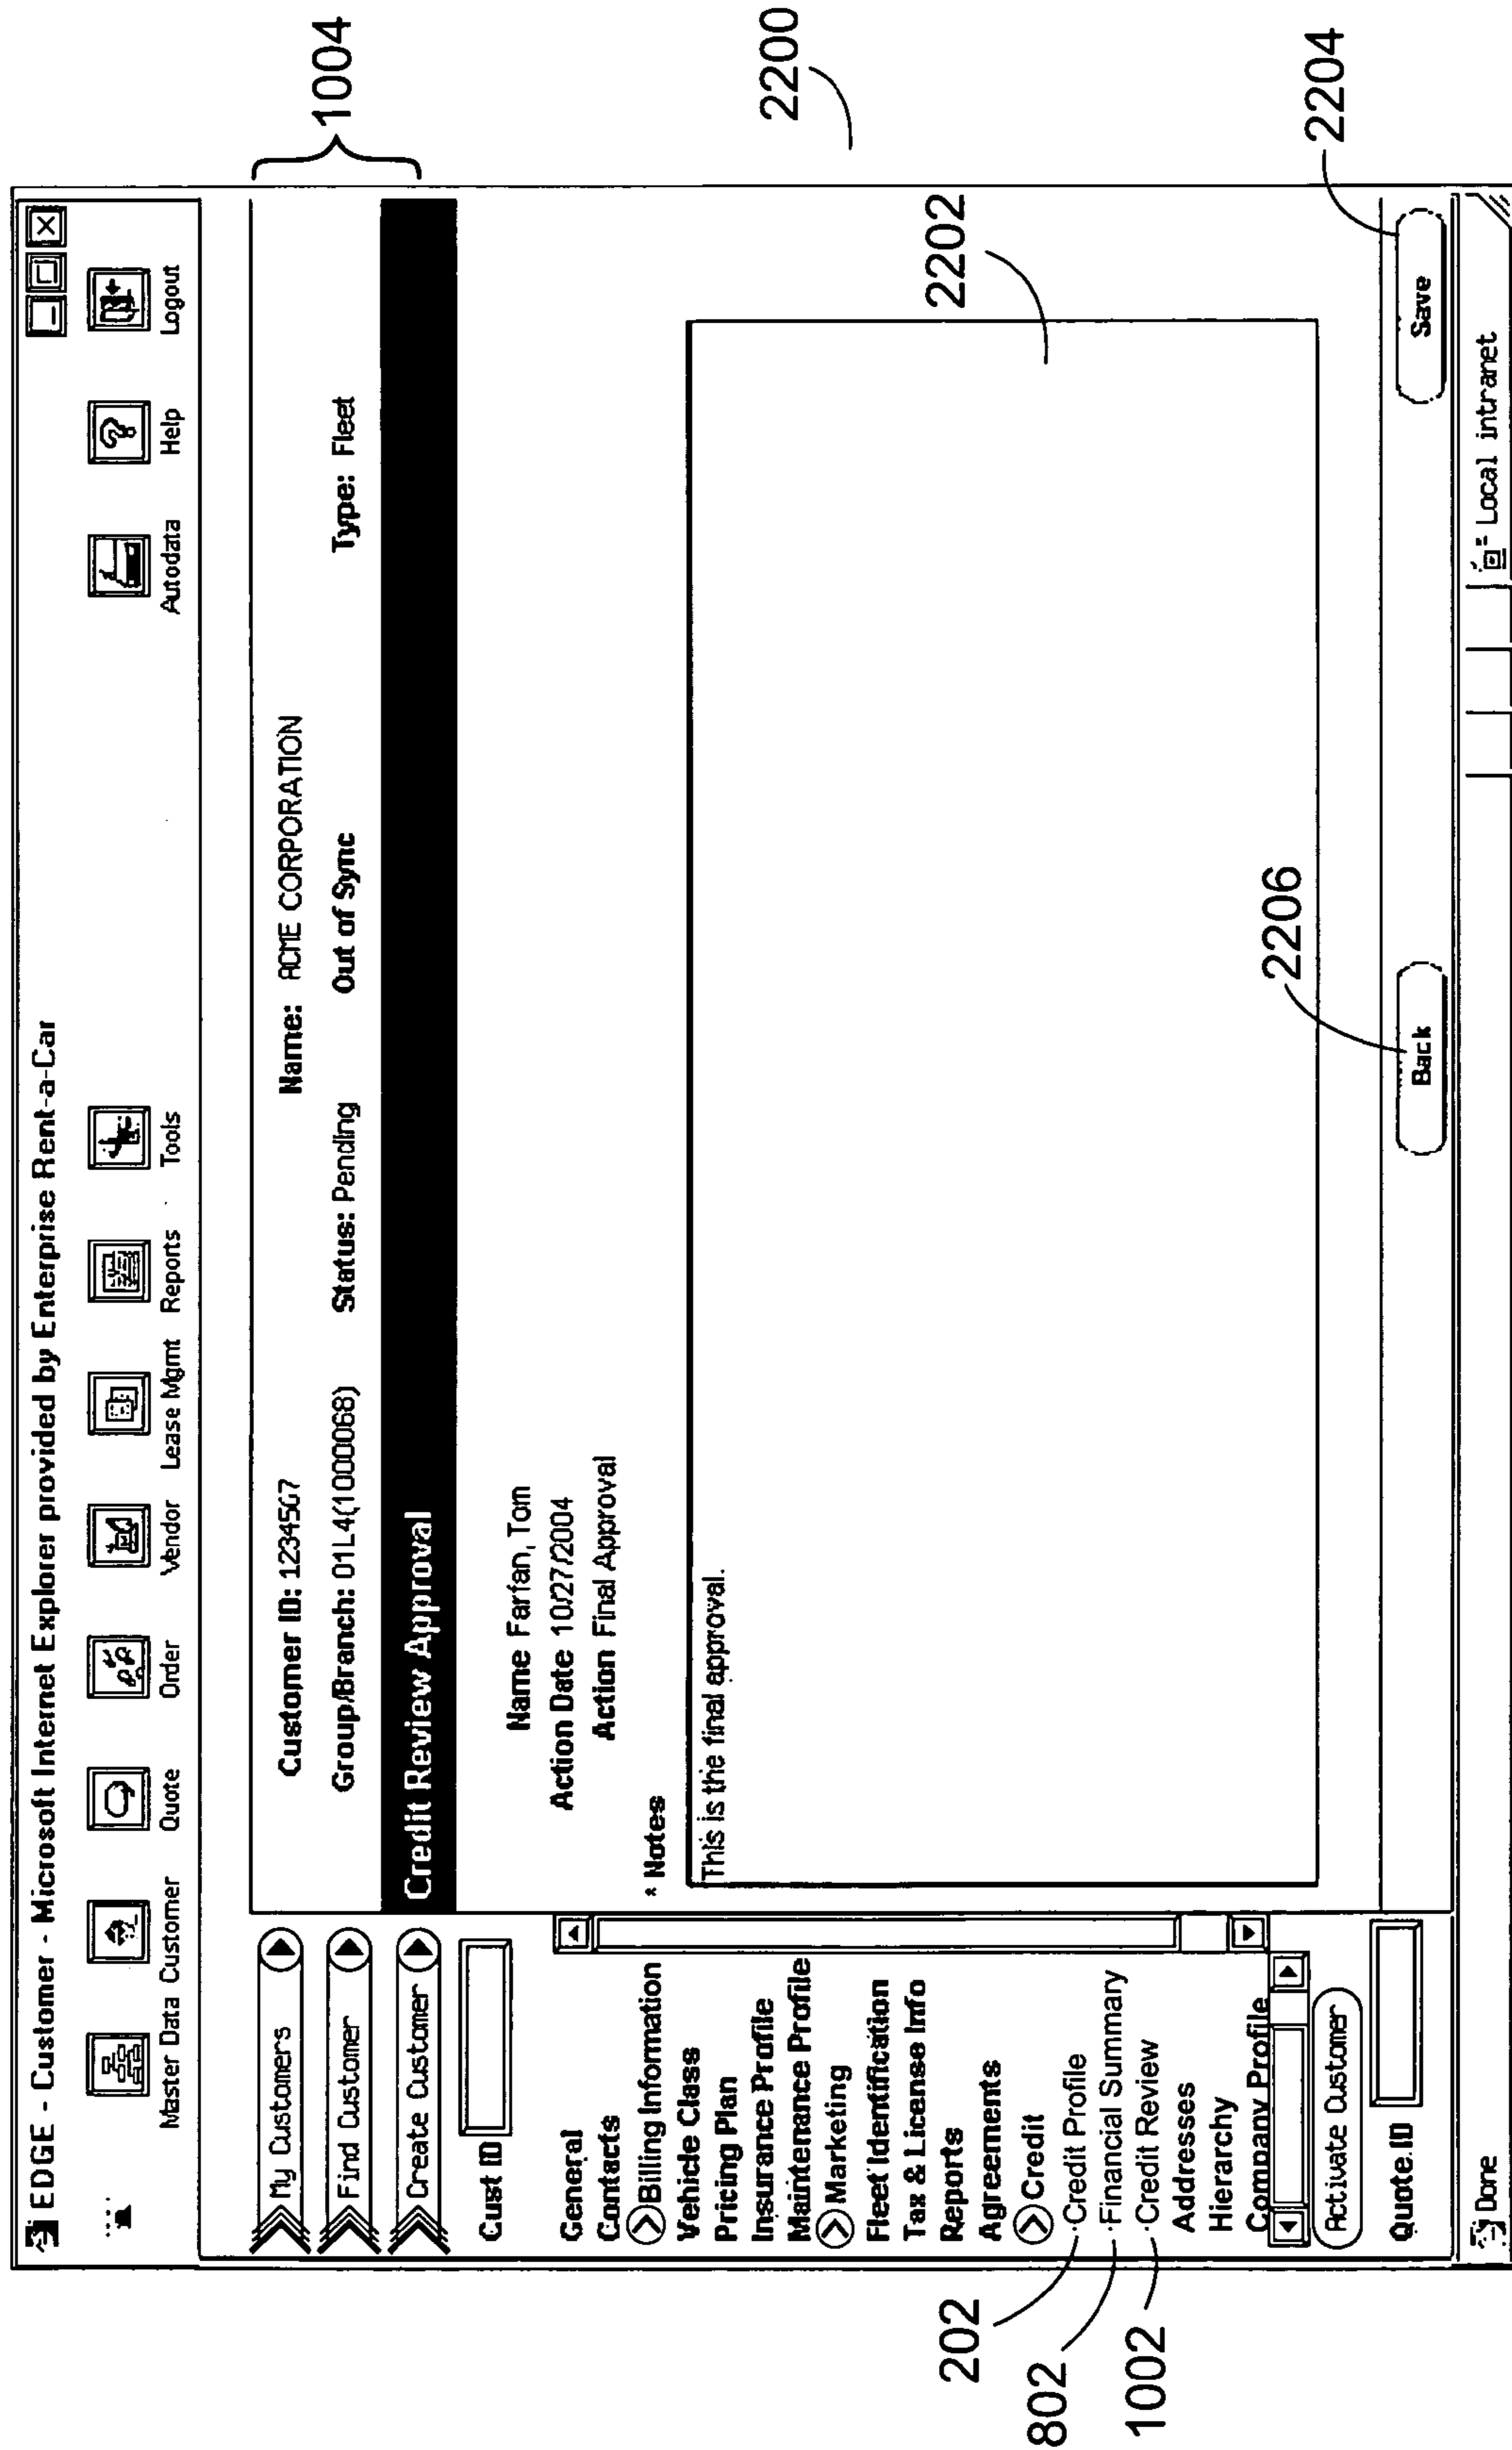 EDGE - Customer - Microsoft Internet Explorer provided by Enterprise Rent-a-Car
Master Data Customer Quote Order Vendor Lease Mgmt Reports Tools Autodata Help Logout
My Customers
Find Customer
Create Customer
Cust ID
General
Contacts
Billing Information
Vehicle Class
Pricing Plan
Insurance Profile
Maintenance Profile
Marketing
Fleet Identification
Tax & License Info
Reports
Agreements
Credit
·Credit Profile
·Financial Summary
·Credit Review
Addresses
Hierarchy
Company Profile
Activate Customer
Quote.ID
Customer ID: 1234567 Name: ACME CORPORATION
Group/Branch: 01L4(1000068) Status: Pending Out of Sync Type: Fleet
Credit Review Approval
Name Farfan, Tom
Action Date 10/27/2004
Action Final Approval
* Notes
This is the final approval.
Back Save
Done Local intranet
1004
2200
2202
2204
2206
202
802
1002